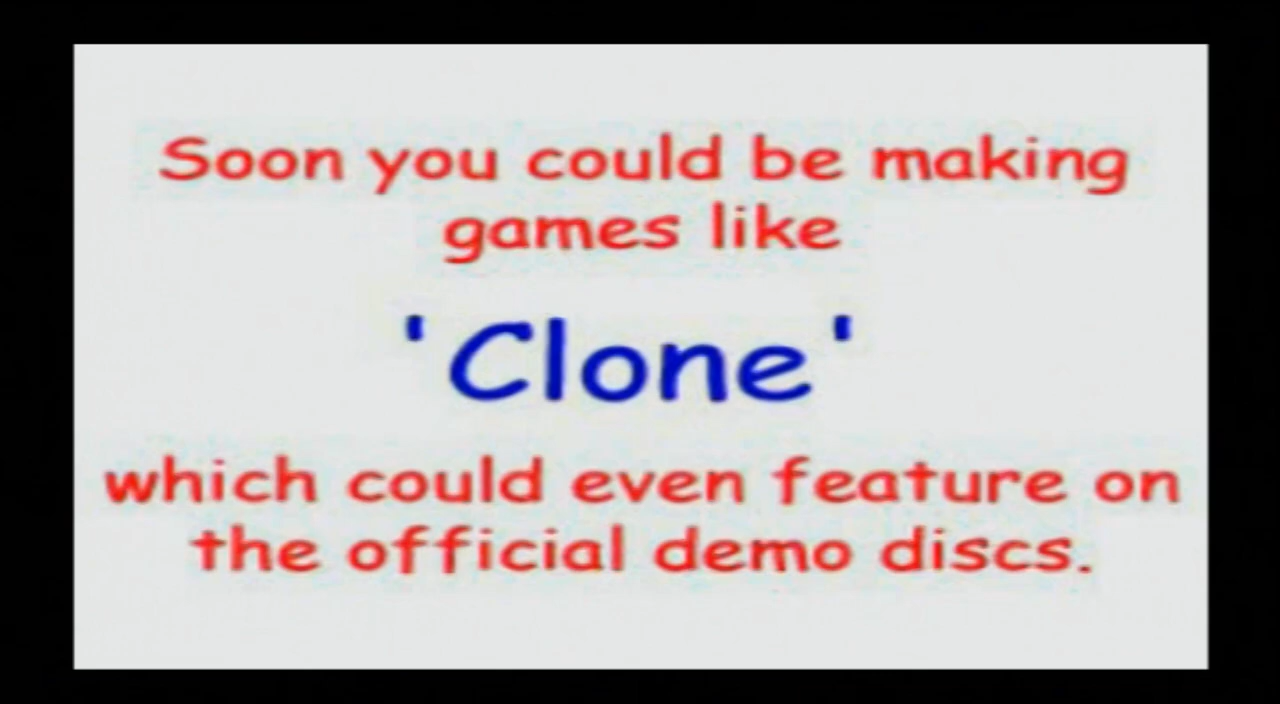 Soon you could be making
games like
'Clone'
which could even feature on
the official demo discs.